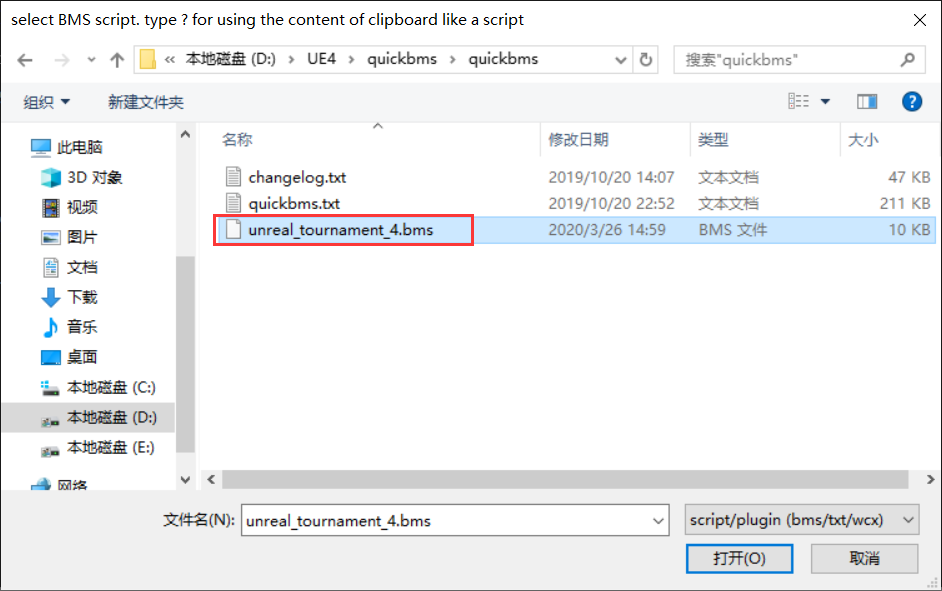 select BMS script. type ? for using the content of clipboard like a script
« 本地磁盘 (D:) › UE4 › quickbms › quickbms
搜索"quickbms"
组织
新建文件夹
名称 修改日期 类型 大小
此电脑
3D 对象
视频
图片
文档
下载
音乐
桌面
本地磁盘 (C:)
本地磁盘 (D:)
本地磁盘 (E:)
网络
changelog.txt 2019/10/20 14:07 文本文档 47 KB
quickbms.txt 2019/10/20 22:52 文本文档 211 KB
unreal_tournament_4.bms 2020/3/26 14:59 BMS 文件 10 KB
文件名(N): unreal_tournament_4.bms
script/plugin (bms/txt/wcx)
打开(O)
取消